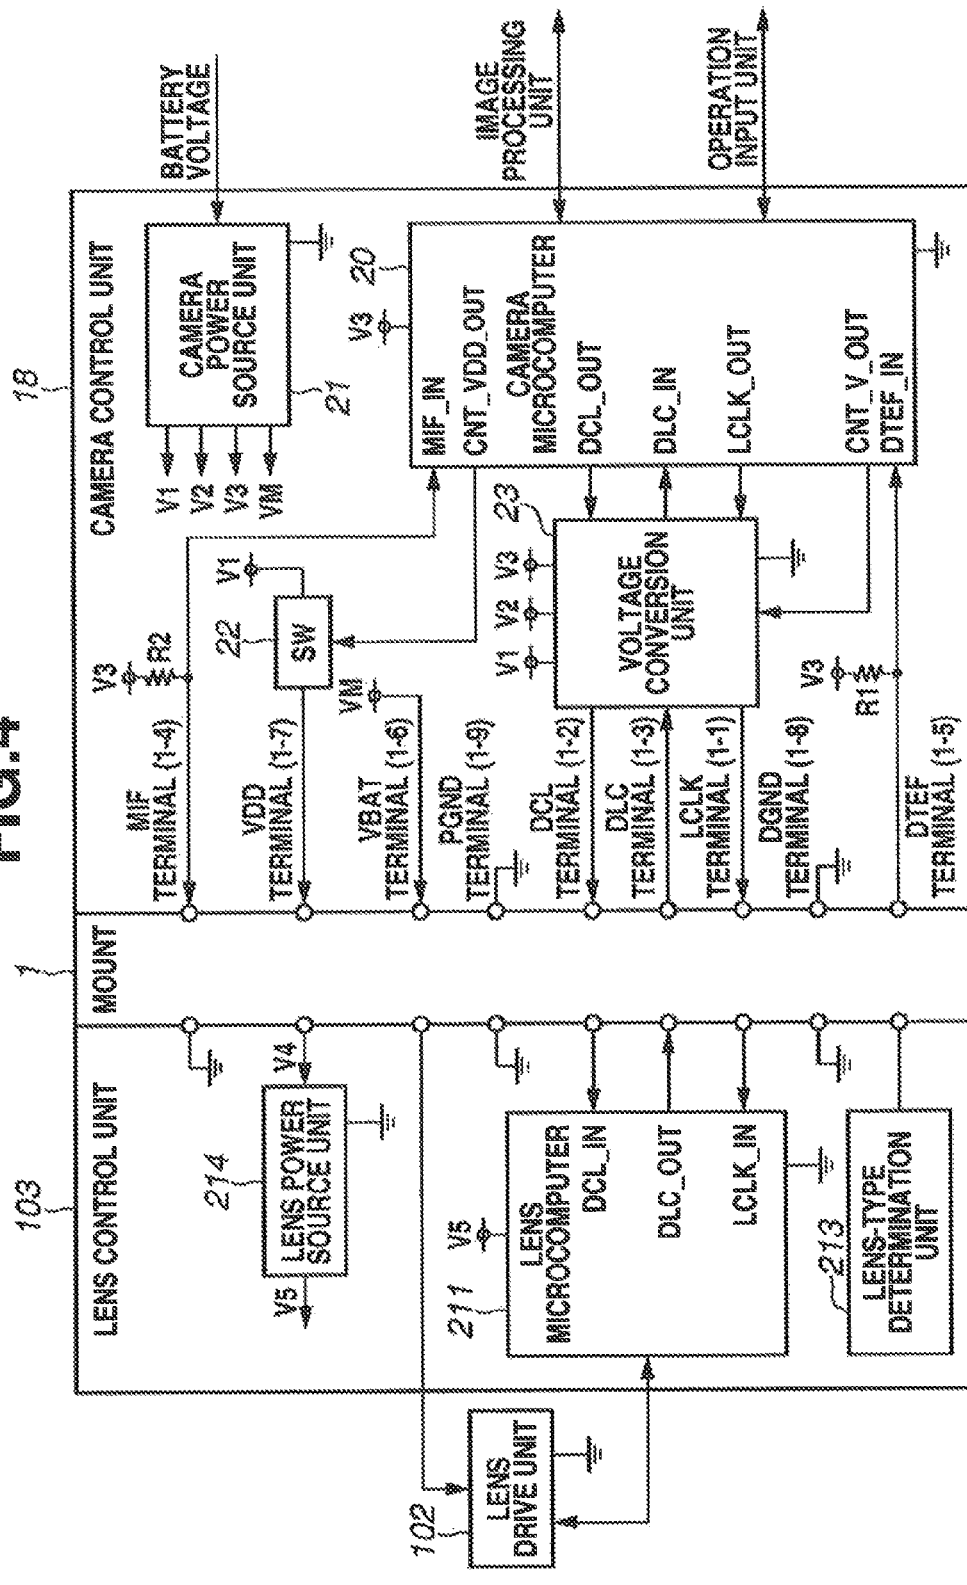 FIG.4
103
1
18
LENS CONTROL UNIT
MOUNT
CAMERA CONTROL UNIT
BATTERY
VOLTAGE
CAMERA
POWER
SOURCE UNIT
21
V1
V2
V3
VM
V3
R2
MIF
TERMINAL (1-4)
V4
LENS POWER
SOURCE UNIT
214
V5
VDD
TERMINAL (1-7)
22
SW
V1
V3
20
MIF_IN
CNT_VDD_OUT
CAMERA
MICROCOMPUTER
DCL_OUT
DLC_IN
LCLK_OUT
CNT_V_OUT
DTEF_IN
IMAGE
PROCESSING
UNIT
OPERATION
INPUT UNIT
VM
VBAT
TERMINAL (1-6)
PGND
TERMINAL (1-9)
DCL
TERMINAL (1-2)
DLC
TERMINAL (1-3)
LCLK
TERMINAL (1-1)
DGND
TERMINAL (1-8)
DTEF
TERMINAL (1-5)
V1
V2
V3
23
VOLTAGE
CONVERSION
UNIT
V3
R1
102
LENS
DRIVE UNIT
211
V5
LENS
MICROCOMPUTER
DCL_IN
DLC_OUT
LCLK_IN
213
LENS-TYPE
DETERMINATION
UNIT